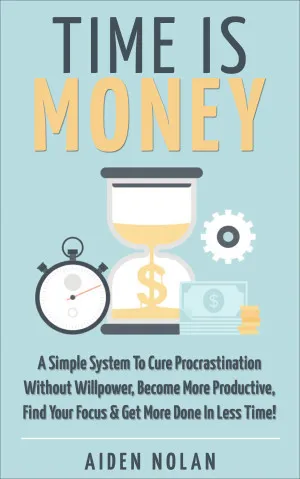 TIME IS
MONEY
$
$
A Simple System To Cure Procrastination
Without Willpower, Become More Productive,
Find Your Focus & Get More Done In Less Time!
AIDEN NOLAN